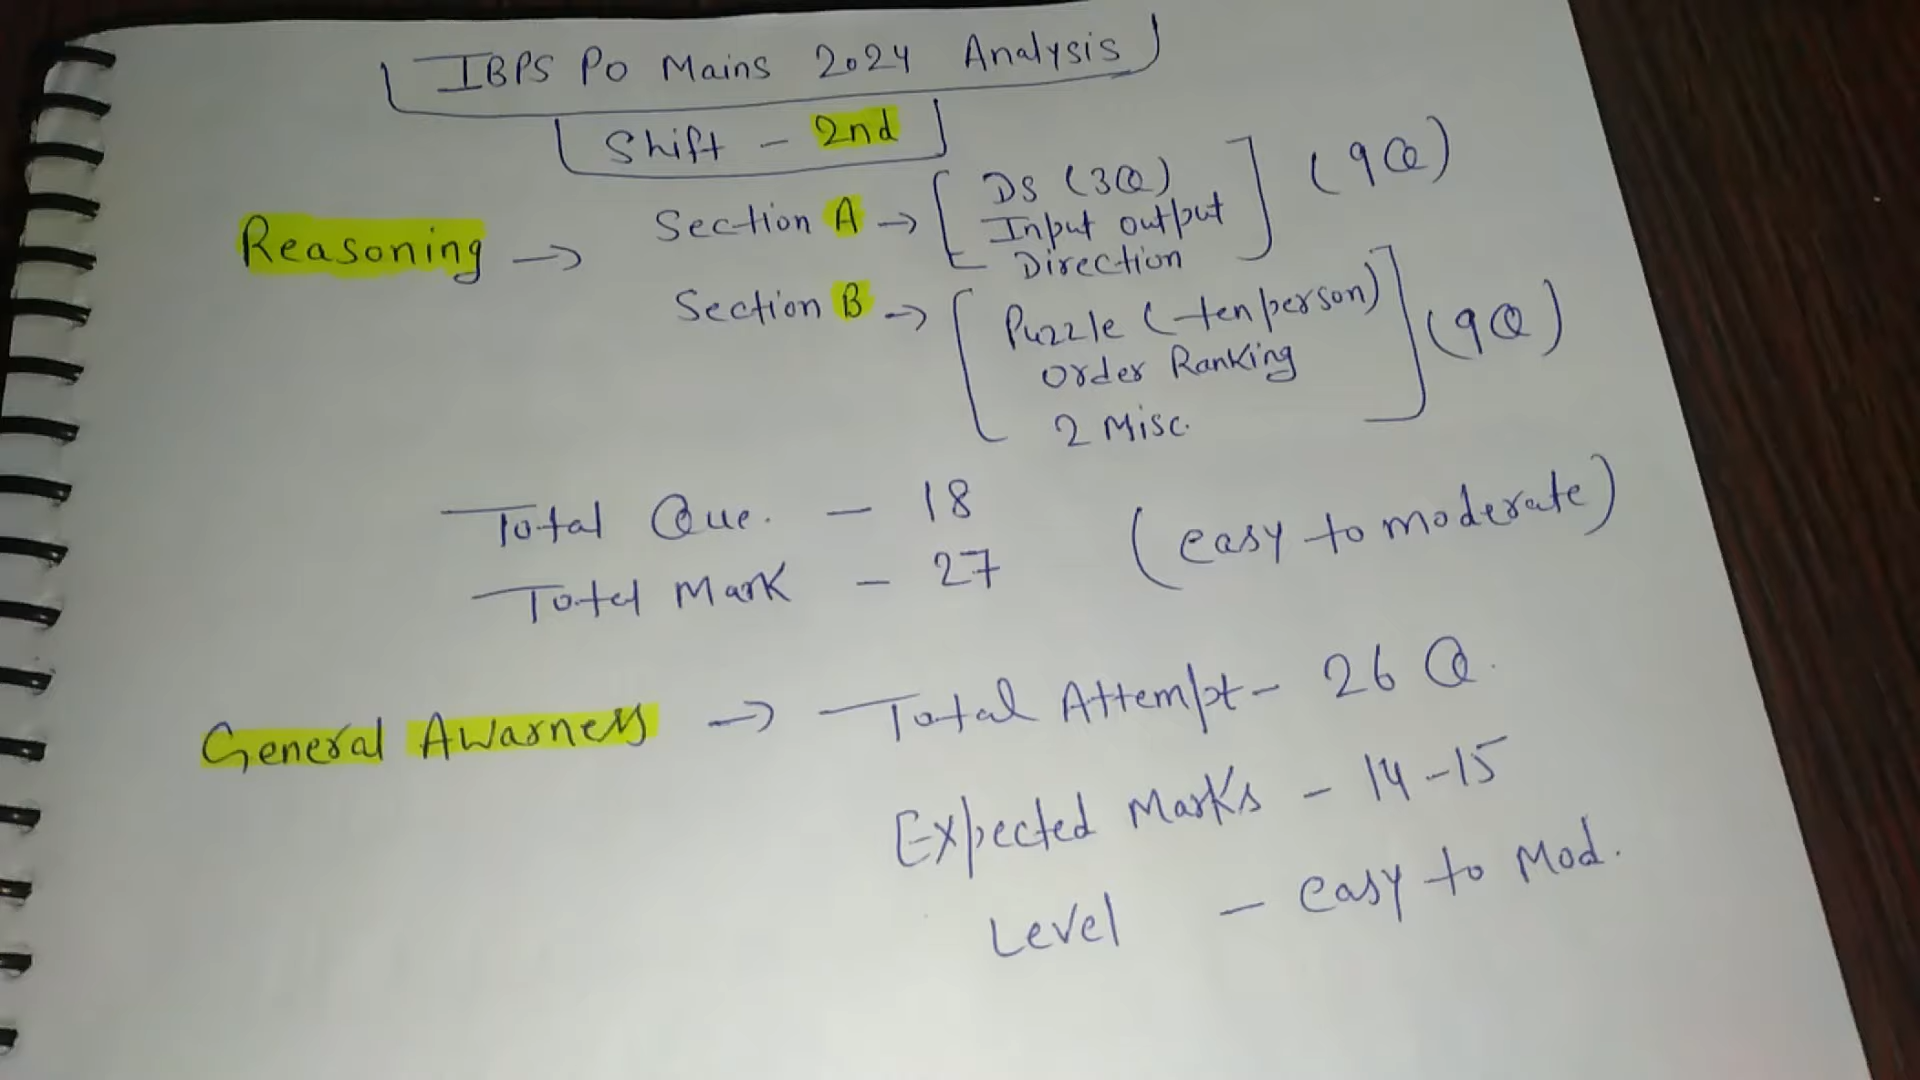 IBPS PO Mains 2024 Analysis
Shift - 2nd
Reasoning → Section A → [ DS (3Q)
Input output
Direction ] (9Q)
Section B → [ Puzzle (ten person)
Order Ranking
2 Misc. ] (9Q)
Total Que. - 18
Total Mark - 27 (easy to moderate)
General Awarness → Total Attempt - 26 Q.
Expected Marks - 14-15
Level - easy to Mod.